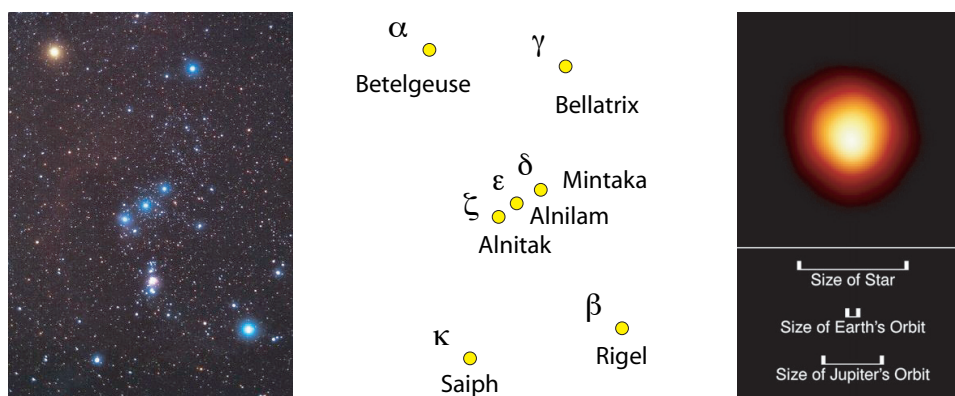 α
Betelgeuse
γ
Bellatrix
δ
Mintaka
ε
Alnilam
ζ
Alnitak
β
Rigel
κ
Saiph
Size of Star
Size of Earth's Orbit
Size of Jupiter's Orbit